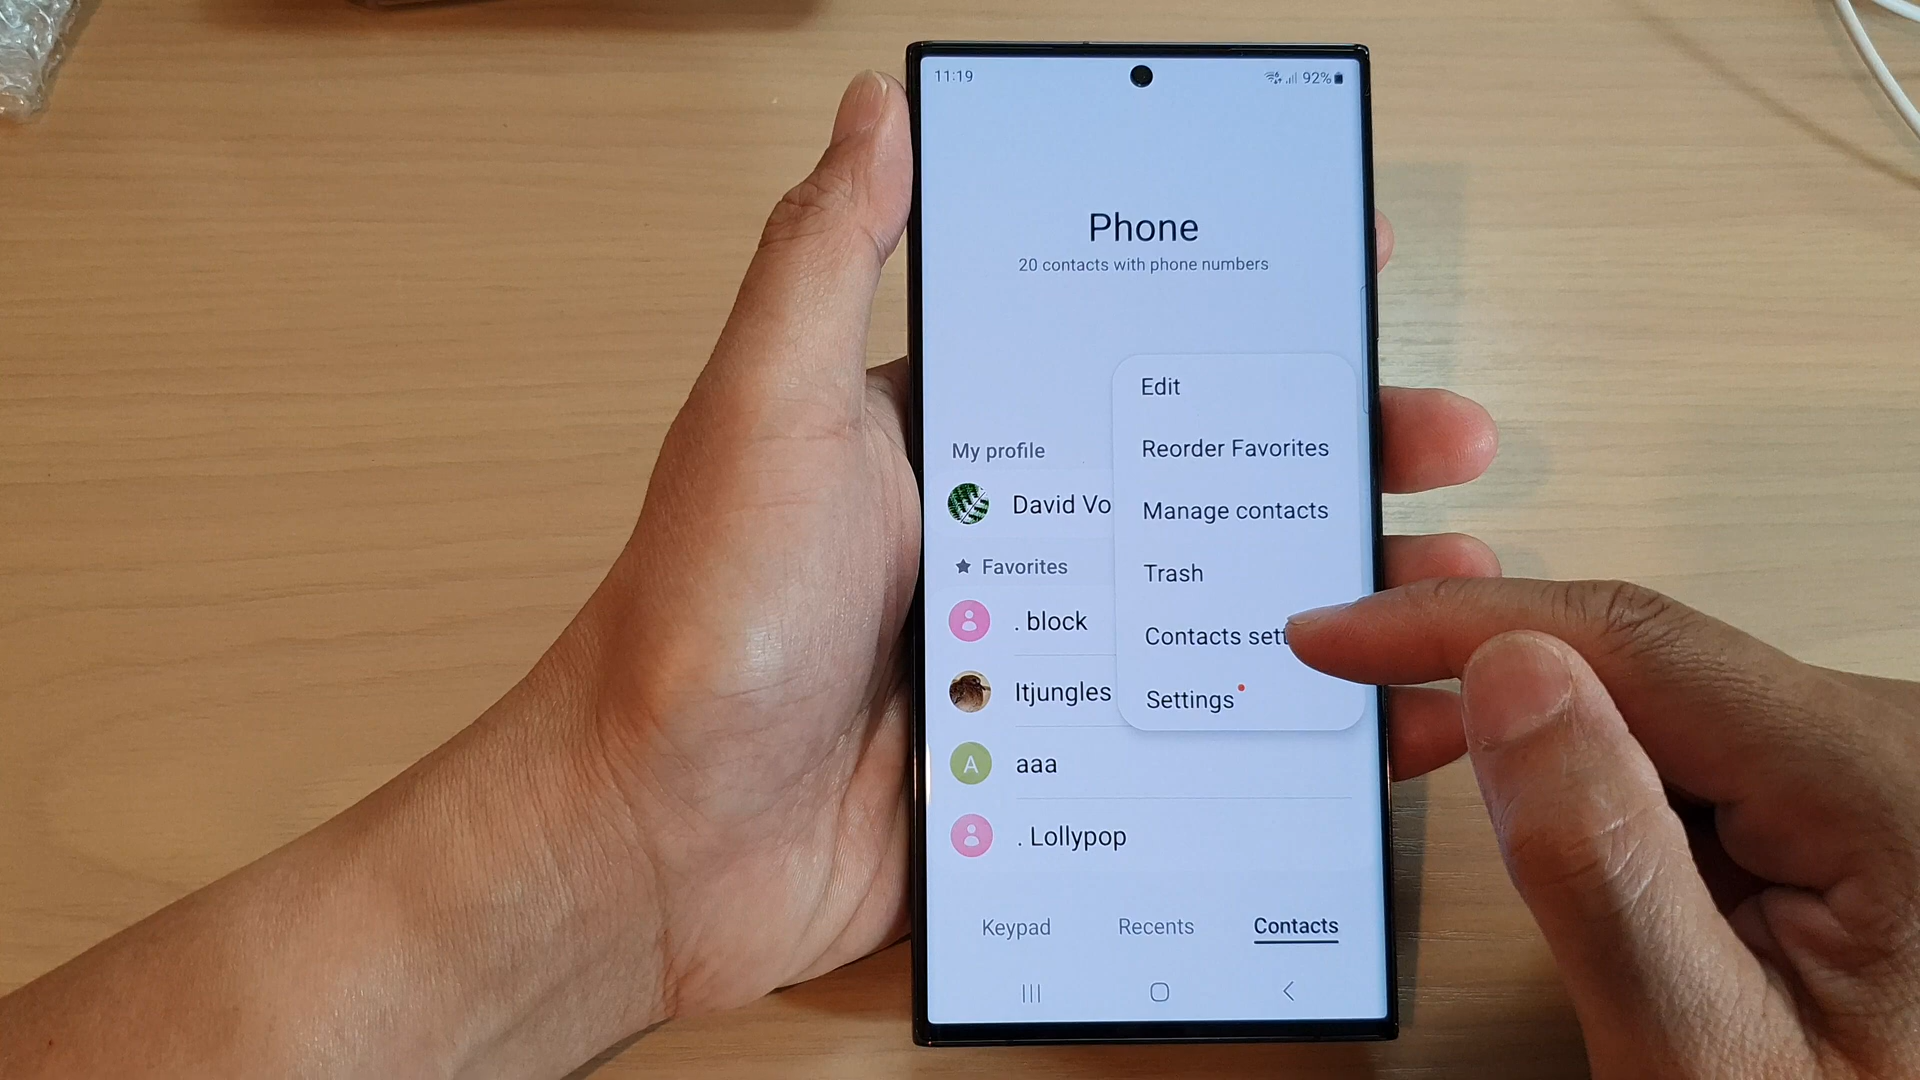 11:19
92%
Phone
20 contacts with phone numbers
Edit
Reorder Favorites
My profile
Manage contacts
David Vo
Favorites
Trash
. block
Contacts sett
Itjungles
Settings
A
aaa
. Lollypop
Keypad
Recents
Contacts